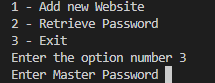 1 - Add new Website
2 - Retrieve Password
3 - Exit
Enter the option number 3
Enter Master Password